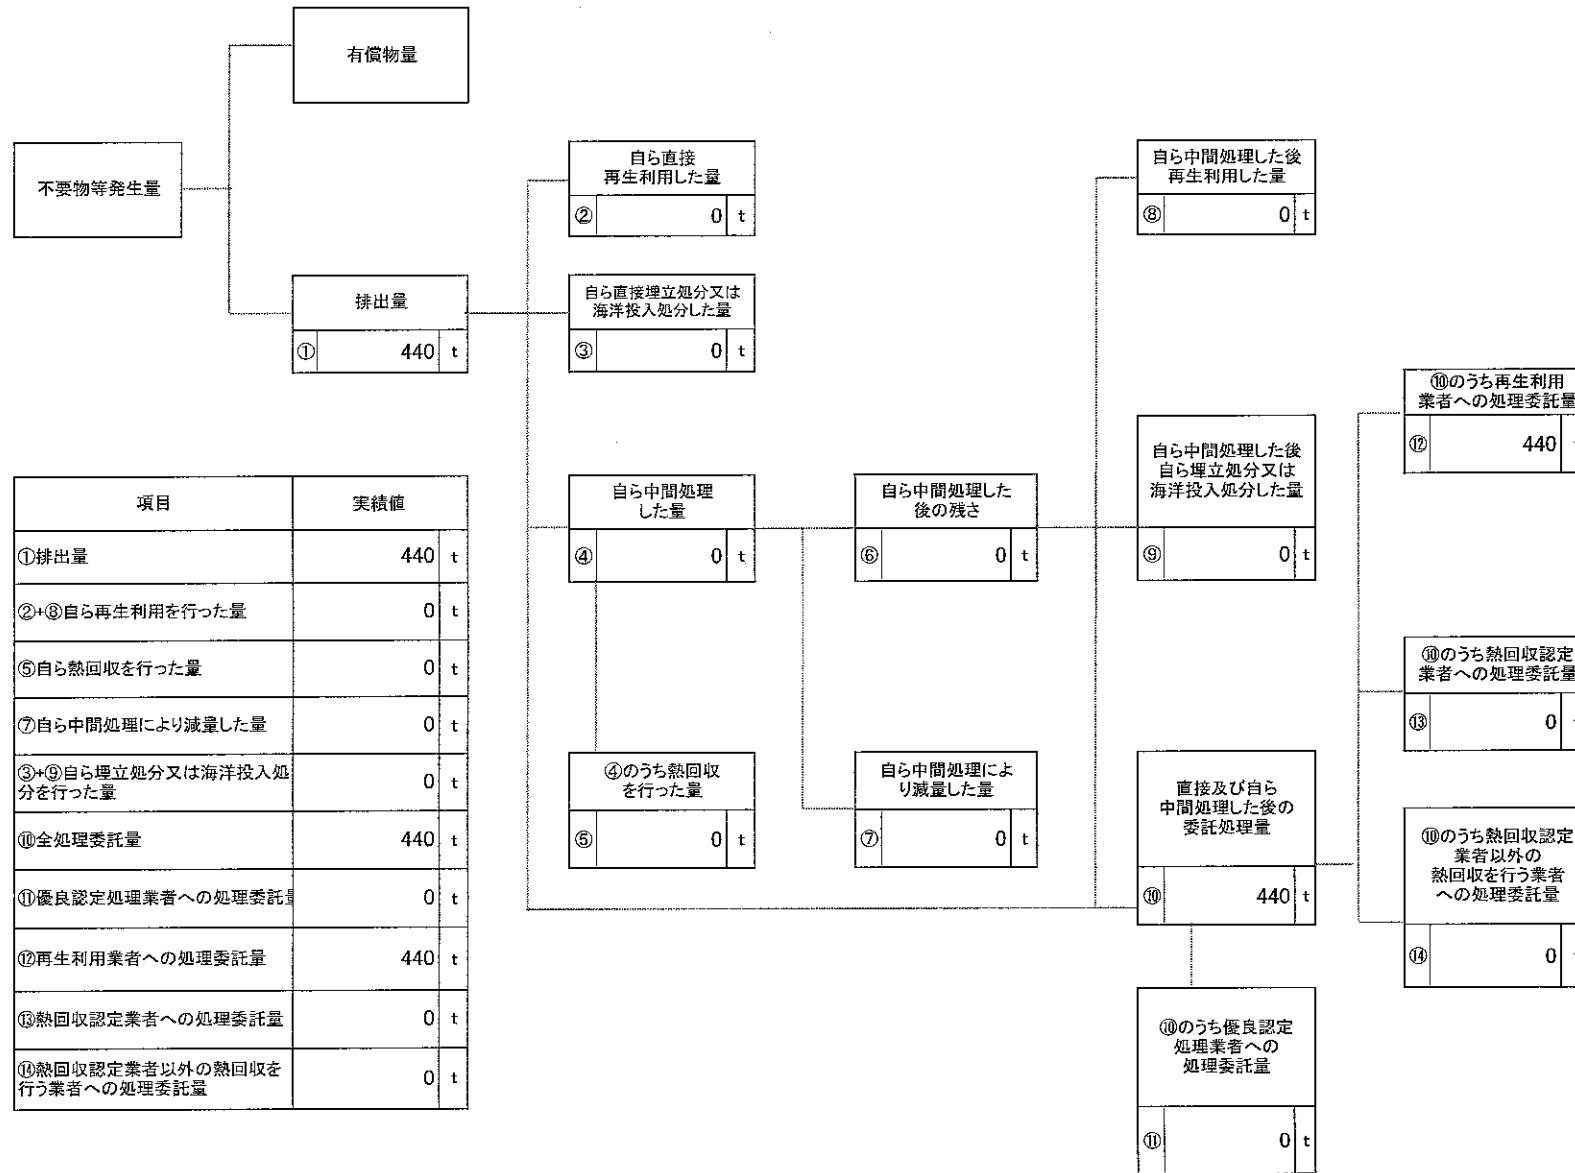 有償物量
不要物等発生量
排出量
① 440 t
自ら直接
再生利用した量
② 0 t
自ら直接埋立処分又は
海洋投入処分した量
③ 0 t
自ら中間処理
した量
④ 0 t
④のうち熱回収
を行った量
⑤ 0 t
自ら中間処理した
後の残さ
⑥ 0 t
自ら中間処理によ
り減量した量
⑦ 0 t
自ら中間処理した後
再生利用した量
⑧ 0 t
自ら中間処理した後
自ら埋立処分又は
海洋投入処分した量
⑨ 0 t
直接及び自ら
中間処理した後の
委託処理量
⑩ 440 t
⑩のうち優良認定
処理業者への
処理委託量
⑪ 0 t
⑩のうち再生利用
業者への処理委託量
⑫ 440
⑩のうち熱回収認定
業者への処理委託量
⑬ 0
⑩のうち熱回収認定
業者以外の
熱回収を行う業者
への処理委託量
⑭ 0
項目 実績値
①排出量 440 t
②+⑧自ら再生利用を行った量 0 t
⑤自ら熱回収を行った量 0 t
⑦自ら中間処理により減量した量 0 t
③+⑨自ら埋立処分又は海洋投入処
分を行った量 0 t
⑩全処理委託量 440 t
⑪優良認定処理業者への処理委託量 0 t
⑫再生利用業者への処理委託量 440 t
⑬熱回収認定業者への処理委託量 0 t
⑭熱回収認定業者以外の熱回収を
行う業者への処理委託量 0 t